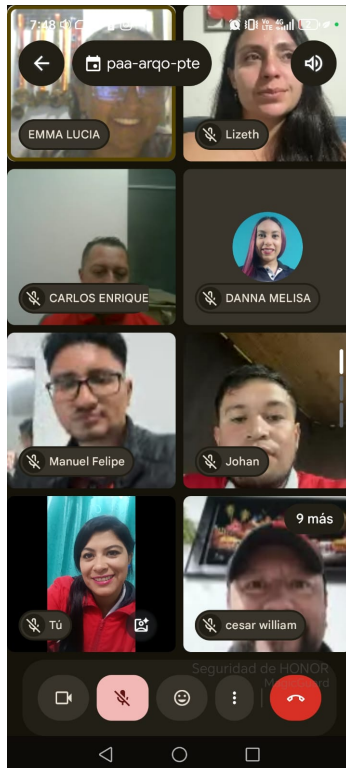 7:48
paa-arqo-pte
EMMA LUCIA
Lizeth
CARLOS ENRIQUE
DANNA MELISA
Manuel Felipe
Johan
9 más
Tú
cesar william
Seguridad de HONOR